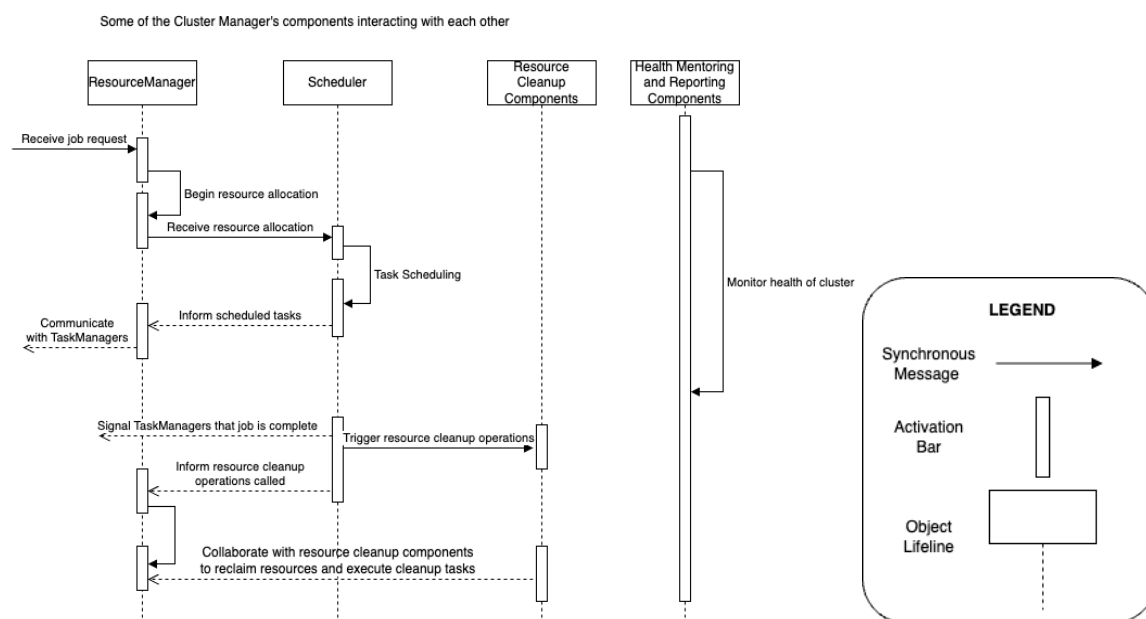 Some of the Cluster Manager's components interacting with each other
ResourceManager
Scheduler
Resource
Cleanup
Components
Health Mentoring
and Reporting
Components
Receive job request
Begin resource allocation
Receive resource allocation
Task Scheduling
Monitor health of cluster
Inform scheduled tasks
Communicate
with TaskManagers
Signal TaskManagers that job is complete
Trigger resource cleanup operations
Inform resource cleanup
operations called
Collaborate with resource cleanup components
to reclaim resources and execute cleanup tasks
LEGEND
Synchronous
Message
Activation
Bar
Object
Lifeline